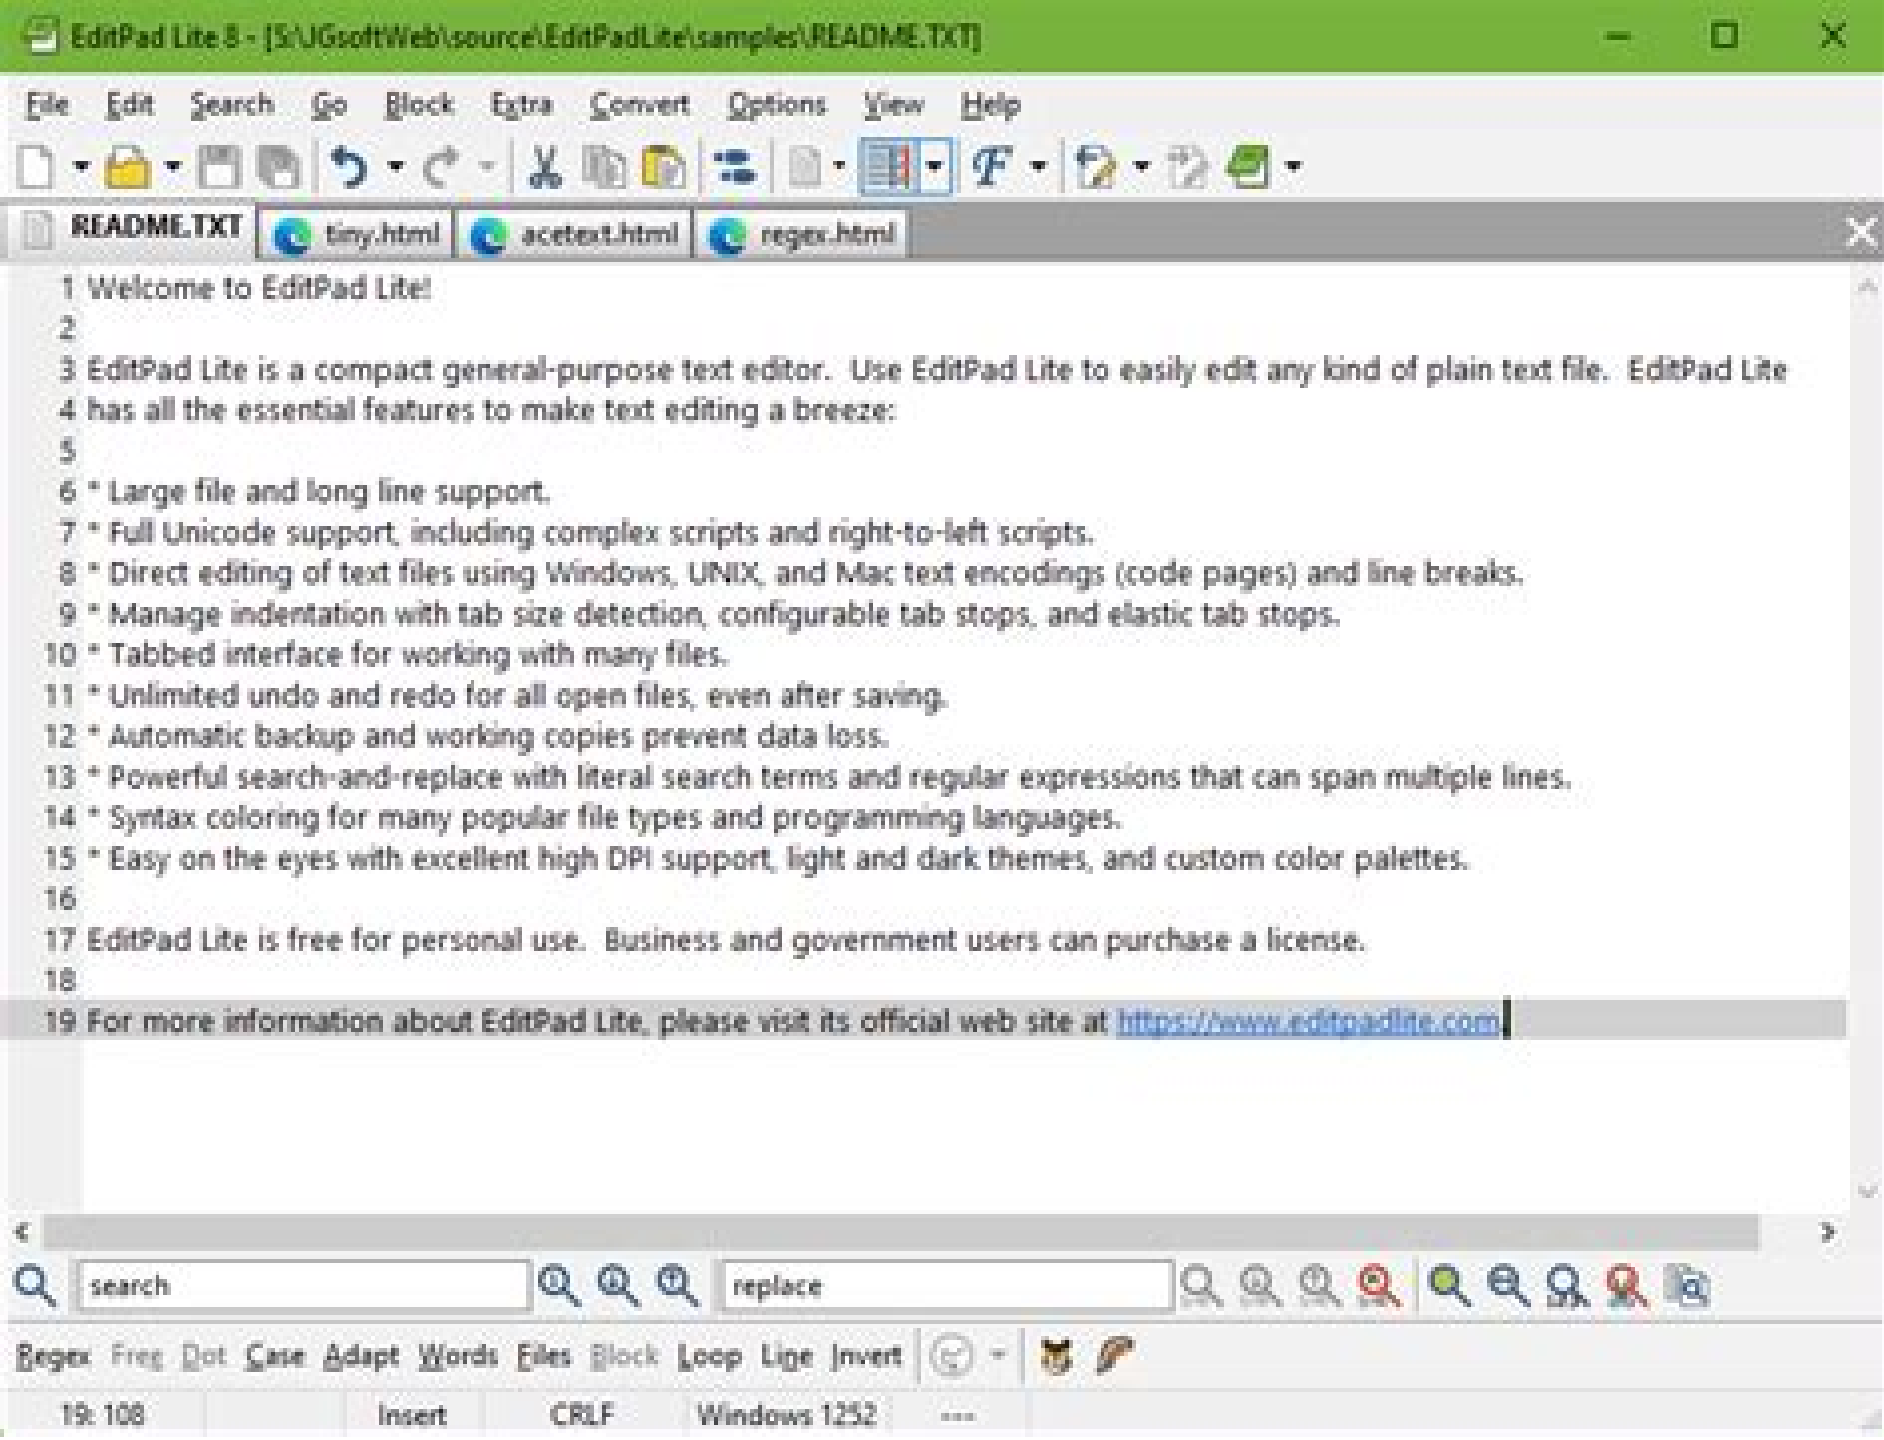 EditPad Lite 8 - [S:\JGsoftWeb\source\EditPadLite\samples\README.TXT]
File Edit Search Go Block Extra Convert Options View Help
README.TXT tiny.html acetext.html regex.html
1 Welcome to EditPad Lite!
2
3 EditPad Lite is a compact general-purpose text editor.  Use EditPad Lite to easily edit any kind of plain text file.  EditPad Lite
4 has all the essential features to make text editing a breeze:
5
6 * Large file and long line support.
7 * Full Unicode support, including complex scripts and right-to-left scripts.
8 * Direct editing of text files using Windows, UNIX, and Mac text encodings (code pages) and line breaks.
9 * Manage indentation with tab size detection, configurable tab stops, and elastic tab stops.
10 * Tabbed interface for working with many files.
11 * Unlimited undo and redo for all open files, even after saving.
12 * Automatic backup and working copies prevent data loss.
13 * Powerful search-and-replace with literal search terms and regular expressions that can span multiple lines.
14 * Syntax coloring for many popular file types and programming languages.
15 * Easy on the eyes with excellent high DPI support, light and dark themes, and custom color palettes.
16
17 EditPad Lite is free for personal use.  Business and government users can purchase a license.
18
19 For more information about EditPad Lite, please visit its official web site at https://www.editpadlite.com.
search replace
Regex Free Dot Case Adapt Words Files Block Loop Line Invert
19: 108 Insert CRLF Windows 1252 ---